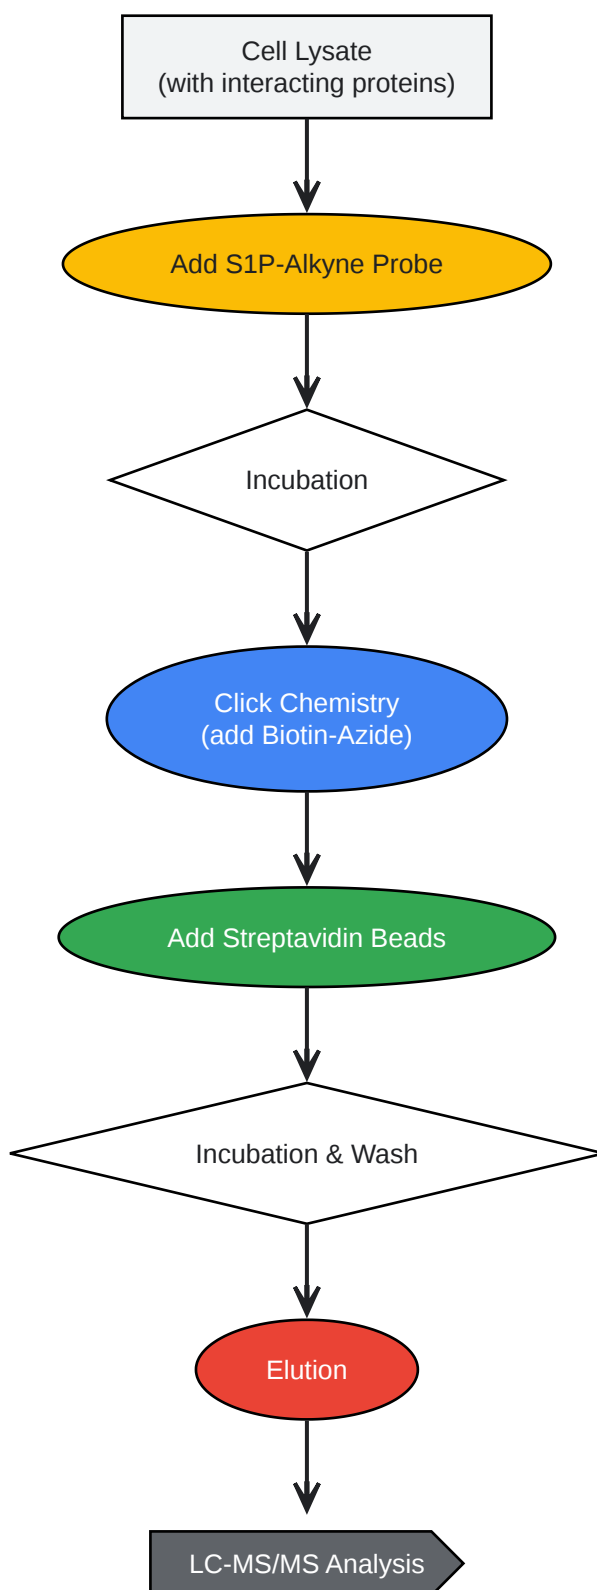 Cell Lysate
(with interacting proteins)
Add S1P-Alkyne Probe
Incubation
Click Chemistry
(add Biotin-Azide)
Add Streptavidin Beads
Incubation & Wash
Elution
LC-MS/MS Analysis